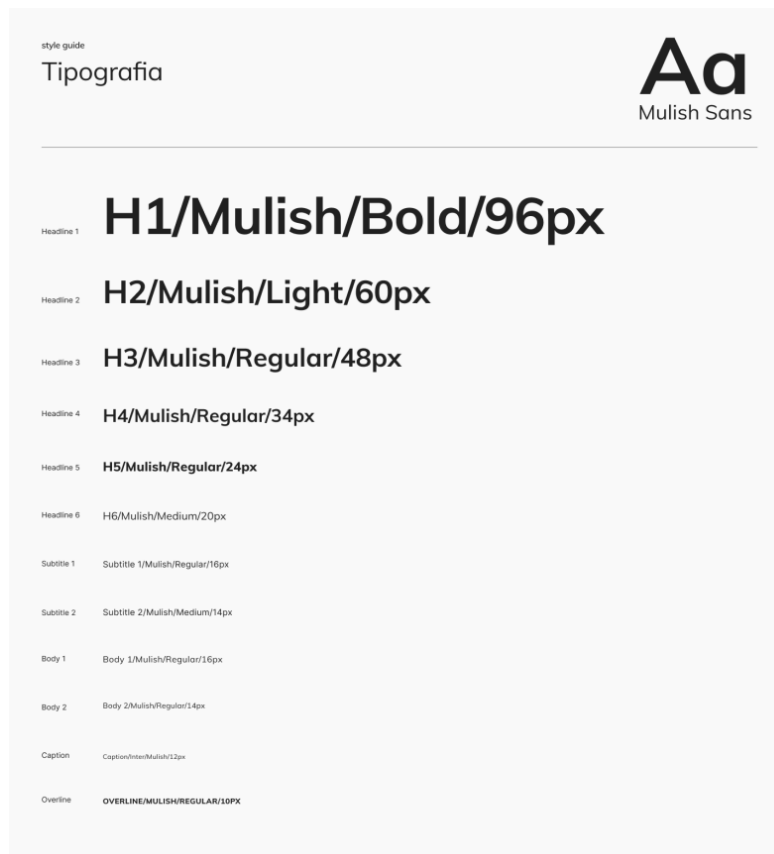 style guide
Tipografia
Aa
Mulish Sans
Headline 1 H1/Mulish/Bold/96px
Headline 2 H2/Mulish/Light/60px
Headline 3 H3/Mulish/Regular/48px
Headline 4 H4/Mulish/Regular/34px
Headline 5 H5/Mulish/Regular/24px
Headline 6 H6/Mulish/Medium/20px
Subtitle 1 Subtitle 1/Mulish/Regular/16px
Subtitle 2 Subtitle 2/Mulish/Medium/14px
Body 1 Body 1/Mulish/Regular/16px
Body 2 Body 2/Mulish/Regular/14px
Caption Caption/Inter/Mulish/12px
Overline OVERLINE/MULISH/REGULAR/10PX